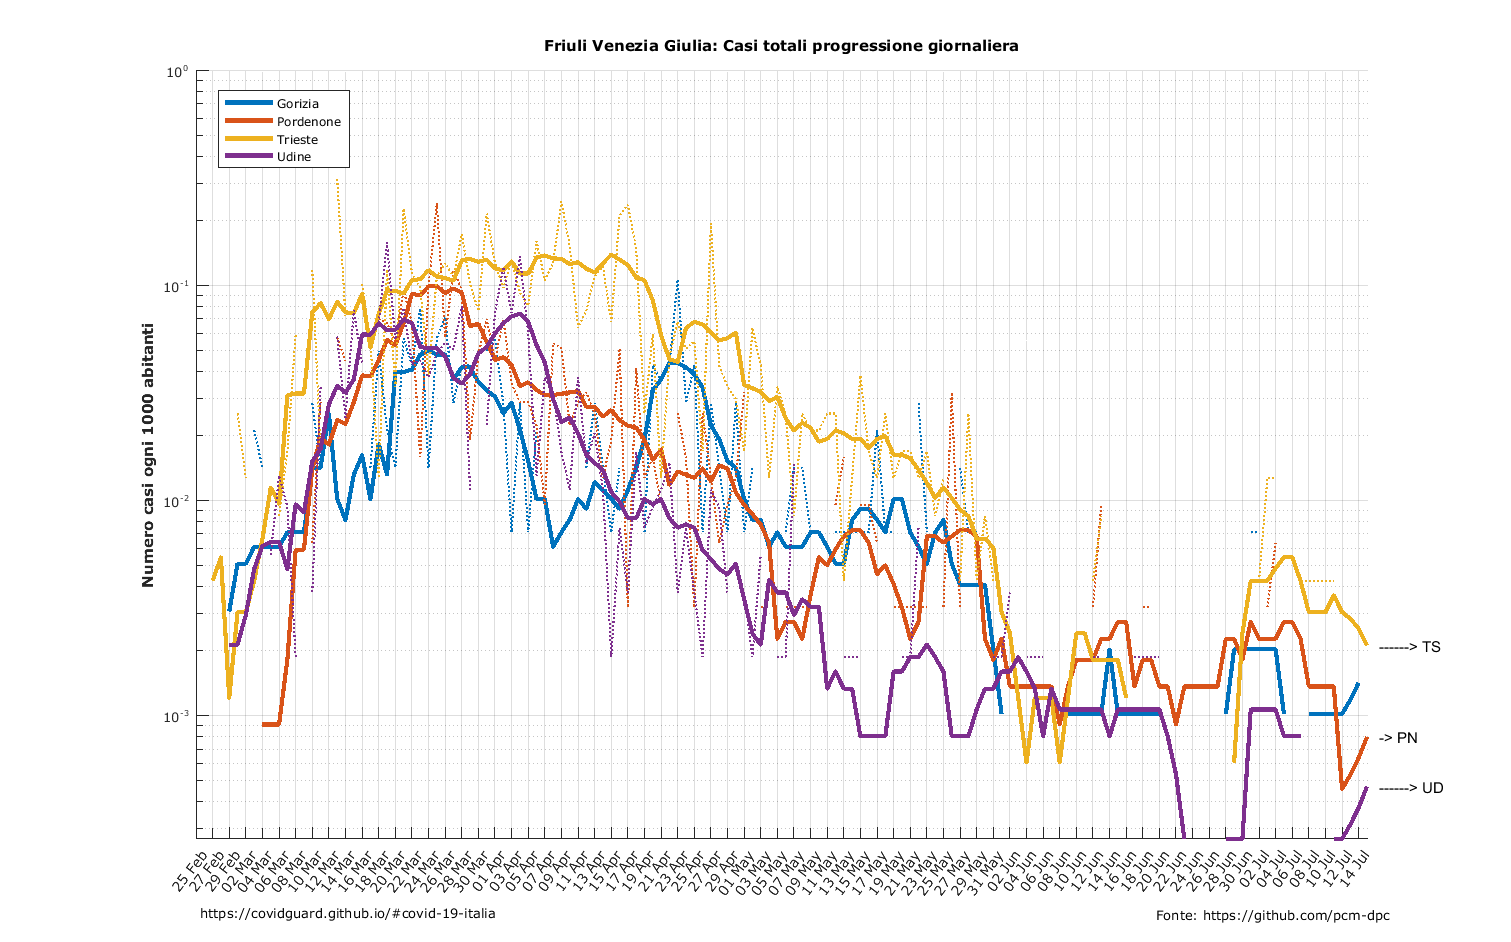 Friuli Venezia Giulia: Casi totali progressione giornaliera
10^0
10^-1
10^-2
10^-3
Numero casi ogni 1000 abitanti
Gorizia
Pordenone
Trieste
Udine
------> TS
-> PN
------> UD
25 Feb
27 Feb
29 Feb
02 Mar
04 Mar
06 Mar
08 Mar
10 Mar
12 Mar
14 Mar
16 Mar
18 Mar
20 Mar
22 Mar
24 Mar
26 Mar
28 Mar
30 Mar
01 Apr
03 Apr
05 Apr
07 Apr
09 Apr
11 Apr
13 Apr
15 Apr
17 Apr
19 Apr
21 Apr
23 Apr
25 Apr
27 Apr
29 Apr
01 May
03 May
05 May
07 May
09 May
11 May
13 May
15 May
17 May
19 May
21 May
23 May
25 May
27 May
29 May
31 May
02 Jun
04 Jun
06 Jun
08 Jun
10 Jun
12 Jun
14 Jun
16 Jun
18 Jun
20 Jun
22 Jun
24 Jun
26 Jun
28 Jun
30 Jun
02 Jul
04 Jul
06 Jul
08 Jul
10 Jul
12 Jul
14 Jul
https://covidguard.github.io/#covid-19-italia
Fonte: https://github.com/pcm-dpc